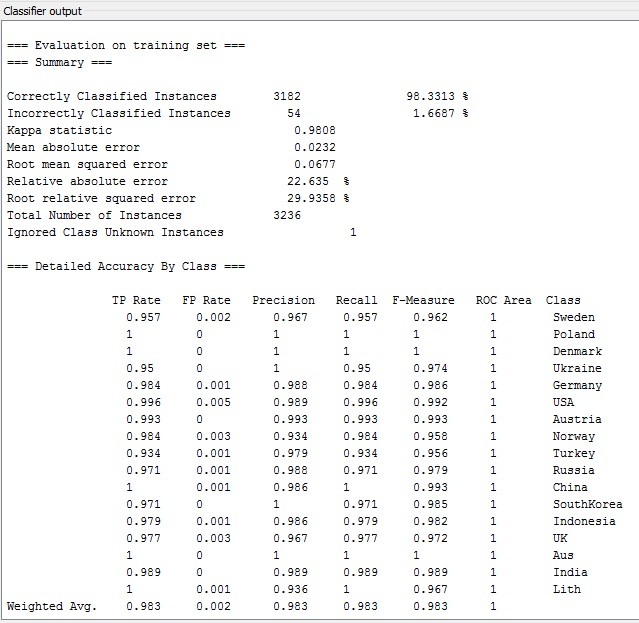 Classifier output
=== Evaluation on training set ===
=== Summary ===
Correctly Classified Instances 3182 98.3313 %
Incorrectly Classified Instances 54 1.6687 %
Kappa statistic 0.9808
Mean absolute error 0.0232
Root mean squared error 0.0677
Relative absolute error 22.635 %
Root relative squared error 29.9358 %
Total Number of Instances 3236
Ignored Class Unknown Instances 1
=== Detailed Accuracy By Class ===
TP Rate FP Rate Precision Recall F-Measure ROC Area Class
0.957 0.002 0.967 0.957 0.962 1 Sweden
1 0 1 1 1 1 Poland
1 0 1 1 1 1 Denmark
0.95 0 1 0.95 0.974 1 Ukraine
0.984 0.001 0.988 0.984 0.986 1 Germany
0.996 0.005 0.989 0.996 0.992 1 USA
0.993 0 0.993 0.993 0.993 1 Austria
0.984 0.003 0.934 0.984 0.958 1 Norway
0.934 0.001 0.979 0.934 0.956 1 Turkey
0.971 0.001 0.988 0.971 0.979 1 Russia
1 0.001 0.986 1 0.993 1 China
0.971 0 1 0.971 0.985 1 SouthKorea
0.979 0.001 0.986 0.979 0.982 1 Indonesia
0.977 0.003 0.967 0.977 0.972 1 UK
1 0 1 1 1 1 Aus
0.989 0 0.989 0.989 0.989 1 India
1 0.001 0.936 1 0.967 1 Lith
Weighted Avg. 0.983 0.002 0.983 0.983 0.983 1